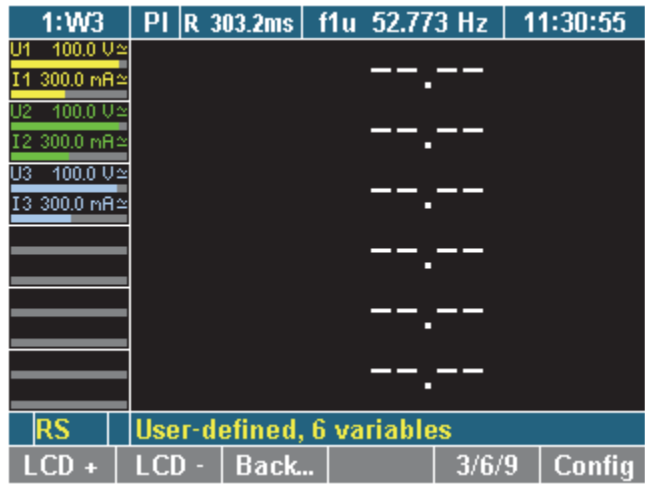 1:W3 PI R 303.2ms f1u 52.773 Hz 11:30:55
U1 100.0 V≃
I1 300.0 mA≃
U2 100.0 V≃
I2 300.0 mA≃
U3 100.0 V≃
I3 300.0 mA≃
--.--
--.--
--.--
--.--
--.--
--.--
RS User-defined, 6 variables
LCD + LCD - Back... 3/6/9 Config